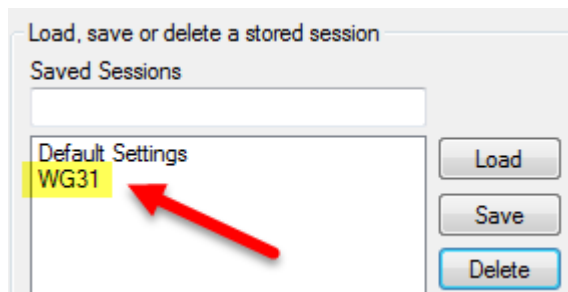 Load, save or delete a stored session
Saved Sessions
Default Settings
WG31
Load
Save
Delete